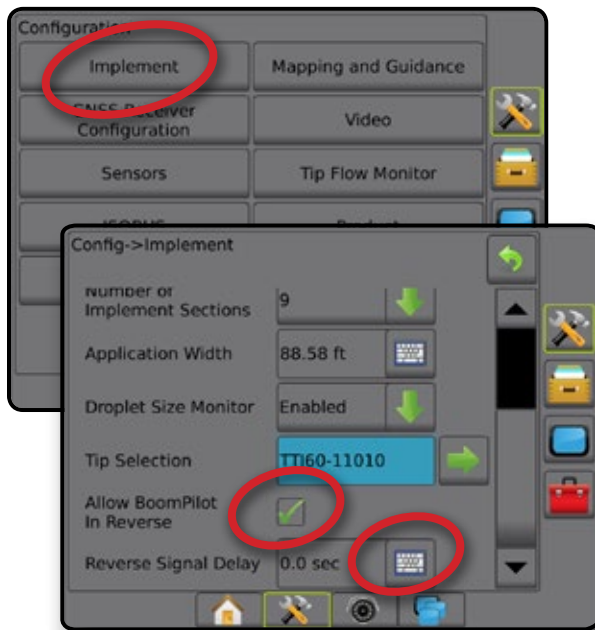 Configuration
Implement
Mapping and Guidance
GNSS Receiver
Configuration
Video
Sensors
Tip Flow Monitor
Config->Implement
Number of
Implement Sections
9
Application Width
88.58 ft
Droplet Size Monitor
Enabled
Tip Selection
TTI60-11010
Allow BoomPilot
In Reverse
Reverse Signal Delay
0.0 sec